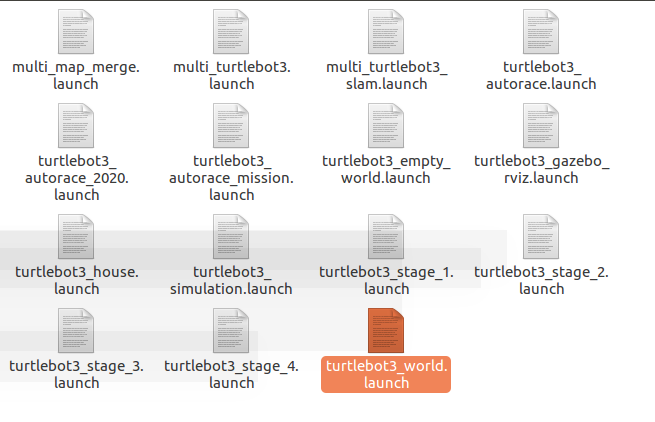 multi_map_merge.
launch
multi_turtlebot3.
launch
multi_turtlebot3_
slam.launch
turtlebot3_
autorace.launch
turtlebot3_
autorace_2020.
launch
turtlebot3_
autorace_mission.
launch
turtlebot3_empty_
world.launch
turtlebot3_gazebo_
rviz.launch
turtlebot3_house.
launch
turtlebot3_
simulation.launch
turtlebot3_stage_1.
launch
turtlebot3_stage_2.
launch
turtlebot3_stage_3.
launch
turtlebot3_stage_4.
launch
turtlebot3_world.
launch